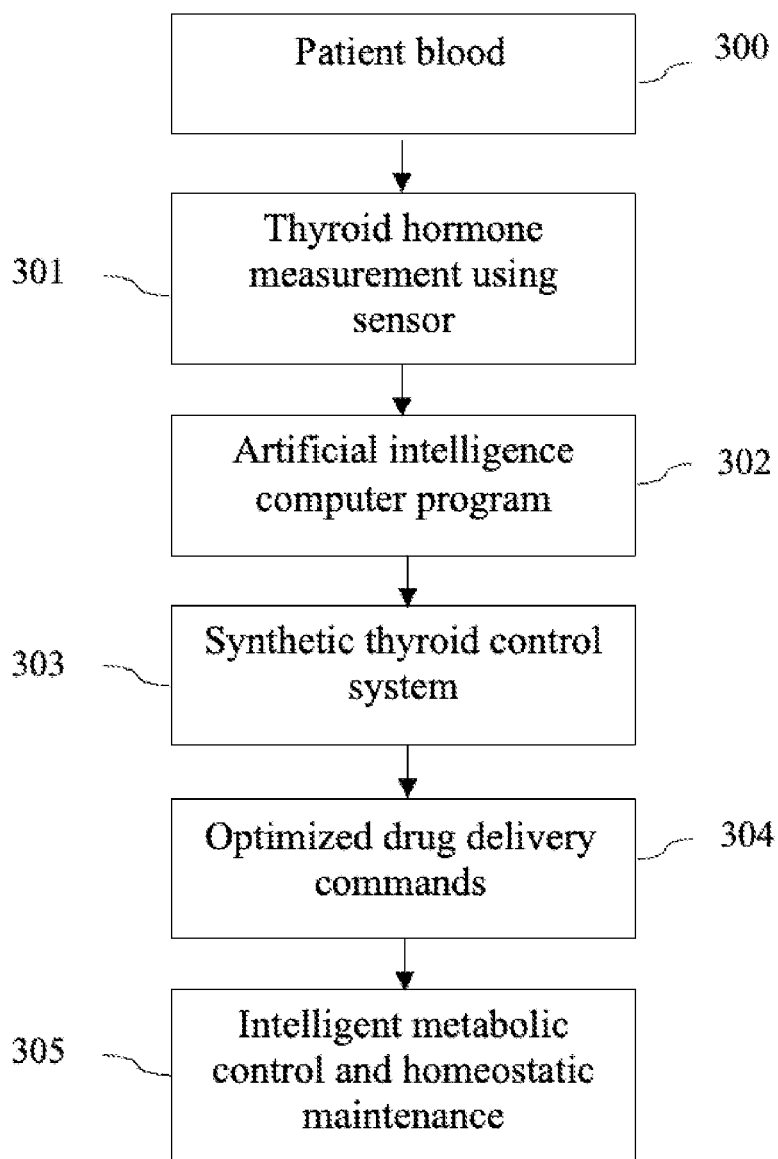 Patient blood
300
Thyroid hormone
measurement using
sensor
301
Artificial intelligence
computer program
302
Synthetic thyroid control
system
303
Optimized drug delivery
commands
304
Intelligent metabolic
control and homeostatic
maintenance
305